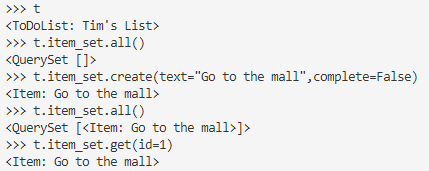 >>> t
<ToDoList: Tim's List>
>>> t.item_set.all()
<QuerySet []>
>>> t.item_set.create(text="Go to the mall",complete=False)
<Item: Go to the mall>
>>> t.item_set.all()
<QuerySet [<Item: Go to the mall>]>
>>> t.item_set.get(id=1)
<Item: Go to the mall>